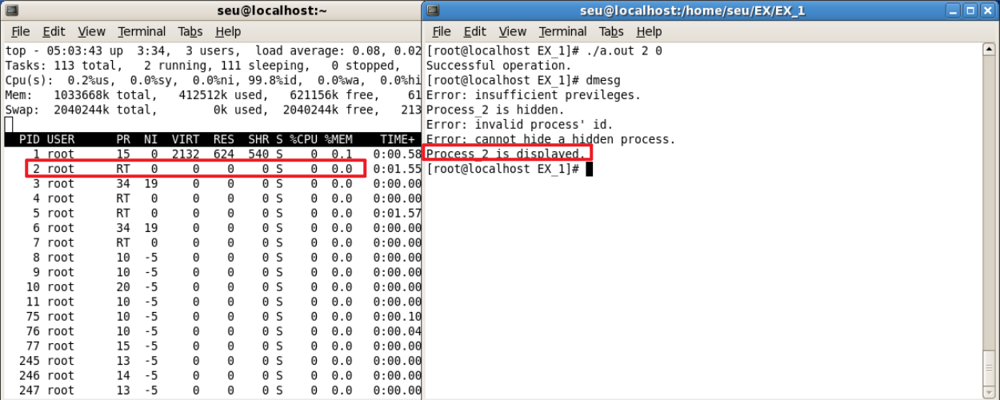 seu@localhost:~
File Edit View Terminal Tabs Help
top - 05:03:43 up 3:34, 3 users, load average: 0.08, 0.02
Tasks: 113 total, 2 running, 111 sleeping, 0 stopped,
Cpu(s): 0.2%us, 0.0%sy, 0.0%ni, 99.8%id, 0.0%wa, 0.0%hi
Mem: 1033668k total, 412512k used, 621156k free, 61
Swap: 2040244k total, 0k used, 2040244k free, 213
PID USER PR NI VIRT RES SHR S %CPU %MEM TIME+
1 root 15 0 2132 624 540 S 0 0.1 0:00.58
2 root RT 0 0 0 0 S 0 0.0 0:01.55
3 root 34 19 0 0 0 S 0 0.0 0:00.00
4 root RT 0 0 0 0 S 0 0.0 0:00.00
5 root RT 0 0 0 0 S 0 0.0 0:01.57
6 root 34 19 0 0 0 S 0 0.0 0:00.00
7 root RT 0 0 0 0 S 0 0.0 0:00.00
8 root 10 -5 0 0 0 S 0 0.0 0:00.00
9 root 10 -5 0 0 0 S 0 0.0 0:00.00
10 root 20 -5 0 0 0 S 0 0.0 0:00.00
11 root 10 -5 0 0 0 S 0 0.0 0:00.00
75 root 10 -5 0 0 0 S 0 0.0 0:00.10
76 root 10 -5 0 0 0 S 0 0.0 0:00.04
77 root 15 -5 0 0 0 S 0 0.0 0:00.00
245 root 13 -5 0 0 0 S 0 0.0 0:00.00
246 root 14 -5 0 0 0 S 0 0.0 0:00.00
247 root 13 -5 0 0 0 S 0 0.0 0:00.00
seu@localhost:/home/seu/EX/EX_1
File Edit View Terminal Tabs Help
[root@localhost EX_1]# ./a.out 2 0
Successful operation.
[root@localhost EX_1]# dmesg
Error: insufficient previleges.
Process_2 is hidden.
Error: invalid process' id.
Error: cannot hide a hidden process.
Process_2 is displayed.
[root@localhost EX_1]#